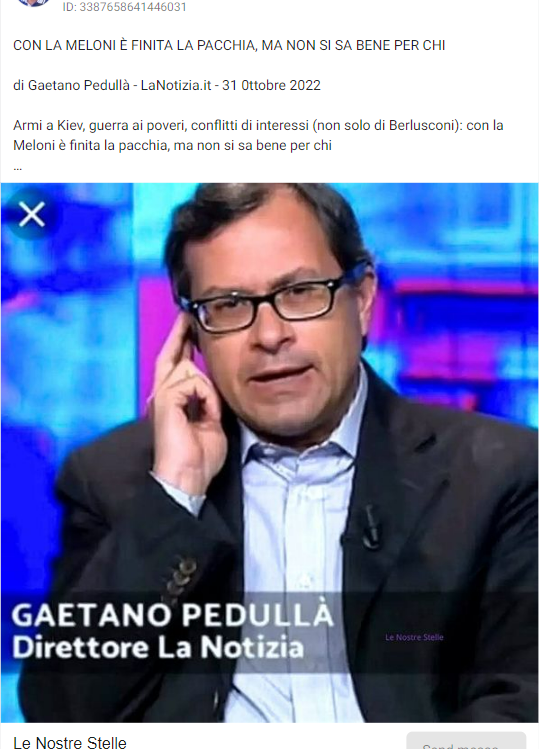 ID: 3387658641446031
CON LA MELONI È FINITA LA PACCHIA, MA NON SI SA BENE PER CHI
di Gaetano Pedullà - LaNotizia.it - 31 0ttobre 2022
Armi a Kiev, guerra ai poveri, conflitti di interessi (non solo di Berlusconi): con la
Meloni è finita la pacchia, ma non si sa bene per chi
...
GAETANO PEDULLÀ
Direttore La Notizia
Le Nostre Stelle
Le Nostre Stelle